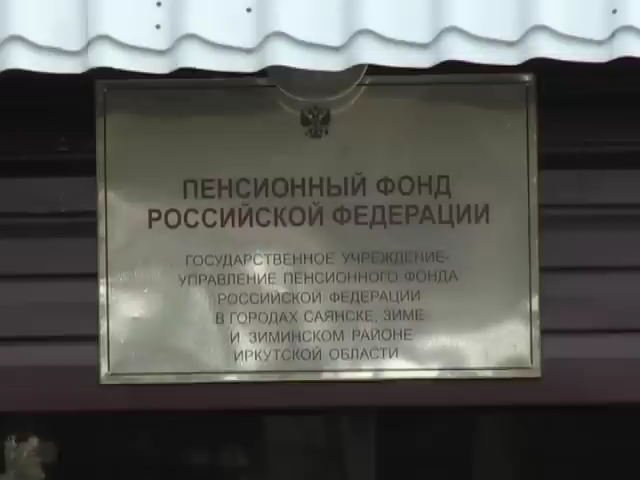 ПЕНСИОННЫЙ ФОНД
РОССИЙСКОЙ ФЕДЕРАЦИИ
ГОСУДАРСТВЕННОЕ УЧРЕЖДЕНИЕ-
УПРАВЛЕНИЕ ПЕНСИОННОГО ФОНДА
РОССИЙСКОЙ ФЕДЕРАЦИИ
В ГОРОДАХ САЯНСКЕ, ЗИМЕ
И ЗИМИНСКОМ РАЙОНЕ
ИРКУТСКОЙ ОБЛАСТИ